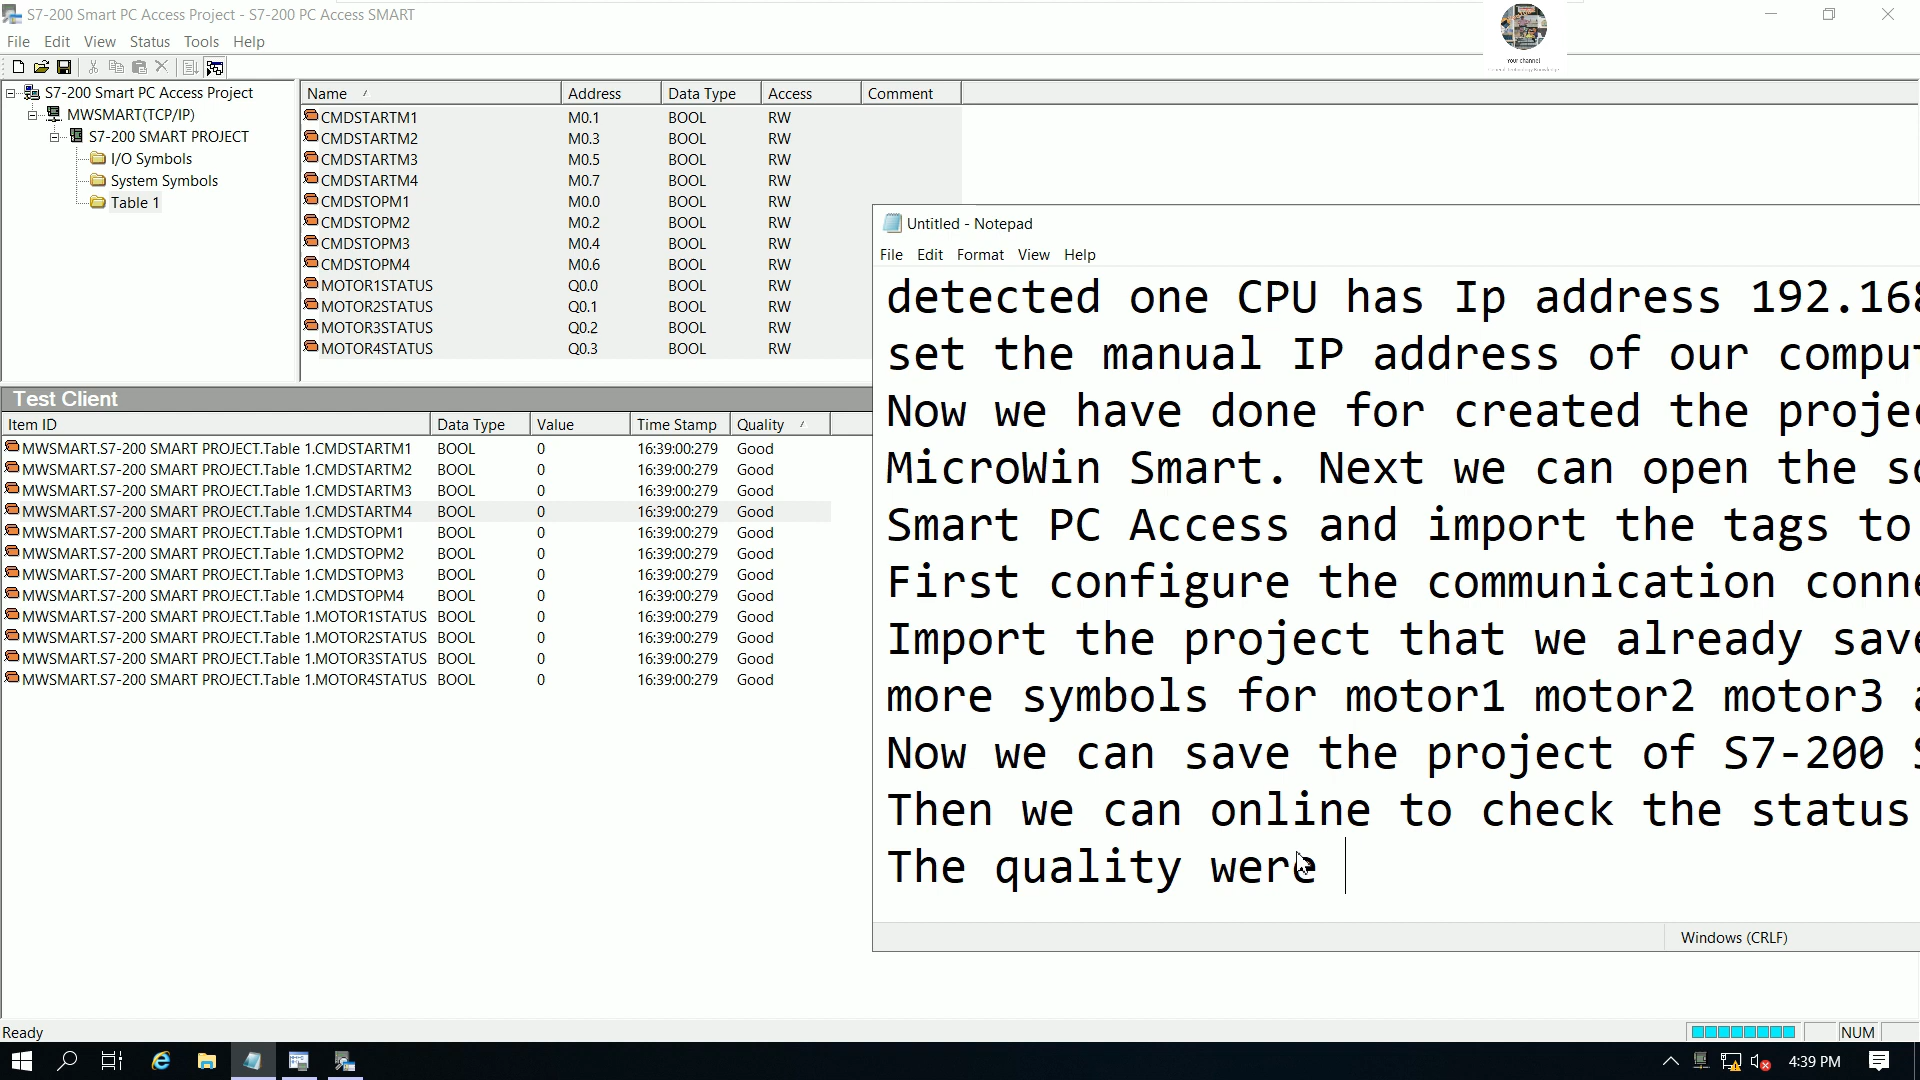 S7-200 Smart PC Access Project - S7-200 PC Access SMART
File Edit View Status Tools Help
Your channel
S7-200 Smart PC Access Project
MWSMART(TCP/IP)
S7-200 SMART PROJECT
I/O Symbols
System Symbols
Table 1
Name Address Data Type Access Comment
CMDSTARTM1 M0.1 BOOL RW
CMDSTARTM2 M0.3 BOOL RW
CMDSTARTM3 M0.5 BOOL RW
CMDSTARTM4 M0.7 BOOL RW
CMDSTOPM1 M0.0 BOOL RW
CMDSTOPM2 M0.2 BOOL RW
CMDSTOPM3 M0.4 BOOL RW
CMDSTOPM4 M0.6 BOOL RW
MOTOR1STATUS Q0.0 BOOL RW
MOTOR2STATUS Q0.1 BOOL RW
MOTOR3STATUS Q0.2 BOOL RW
MOTOR4STATUS Q0.3 BOOL RW
Test Client
Item ID Data Type Value Time Stamp Quality
MWSMART.S7-200 SMART PROJECT.Table 1.CMDSTARTM1 BOOL 0 16:39:00:279 Good
MWSMART.S7-200 SMART PROJECT.Table 1.CMDSTARTM2 BOOL 0 16:39:00:279 Good
MWSMART.S7-200 SMART PROJECT.Table 1.CMDSTARTM3 BOOL 0 16:39:00:279 Good
MWSMART.S7-200 SMART PROJECT.Table 1.CMDSTARTM4 BOOL 0 16:39:00:279 Good
MWSMART.S7-200 SMART PROJECT.Table 1.CMDSTOPM1 BOOL 0 16:39:00:279 Good
MWSMART.S7-200 SMART PROJECT.Table 1.CMDSTOPM2 BOOL 0 16:39:00:279 Good
MWSMART.S7-200 SMART PROJECT.Table 1.CMDSTOPM3 BOOL 0 16:39:00:279 Good
MWSMART.S7-200 SMART PROJECT.Table 1.CMDSTOPM4 BOOL 0 16:39:00:279 Good
MWSMART.S7-200 SMART PROJECT.Table 1.MOTOR1STATUS BOOL 0 16:39:00:279 Good
MWSMART.S7-200 SMART PROJECT.Table 1.MOTOR2STATUS BOOL 0 16:39:00:279 Good
MWSMART.S7-200 SMART PROJECT.Table 1.MOTOR3STATUS BOOL 0 16:39:00:279 Good
MWSMART.S7-200 SMART PROJECT.Table 1.MOTOR4STATUS BOOL 0 16:39:00:279 Good
Untitled - Notepad
File Edit Format View Help
detected one CPU has Ip address 192.168
set the manual IP address of our comput
Now we have done for created the projec
MicroWin Smart. Next we can open the so
Smart PC Access and import the tags to
First configure the communication conne
Import the project that we already save
more symbols for motor1 motor2 motor3 a
Now we can save the project of S7-200 S
Then we can online to check the status
The quality were
Windows (CRLF)
Ready
NUM
4:39 PM